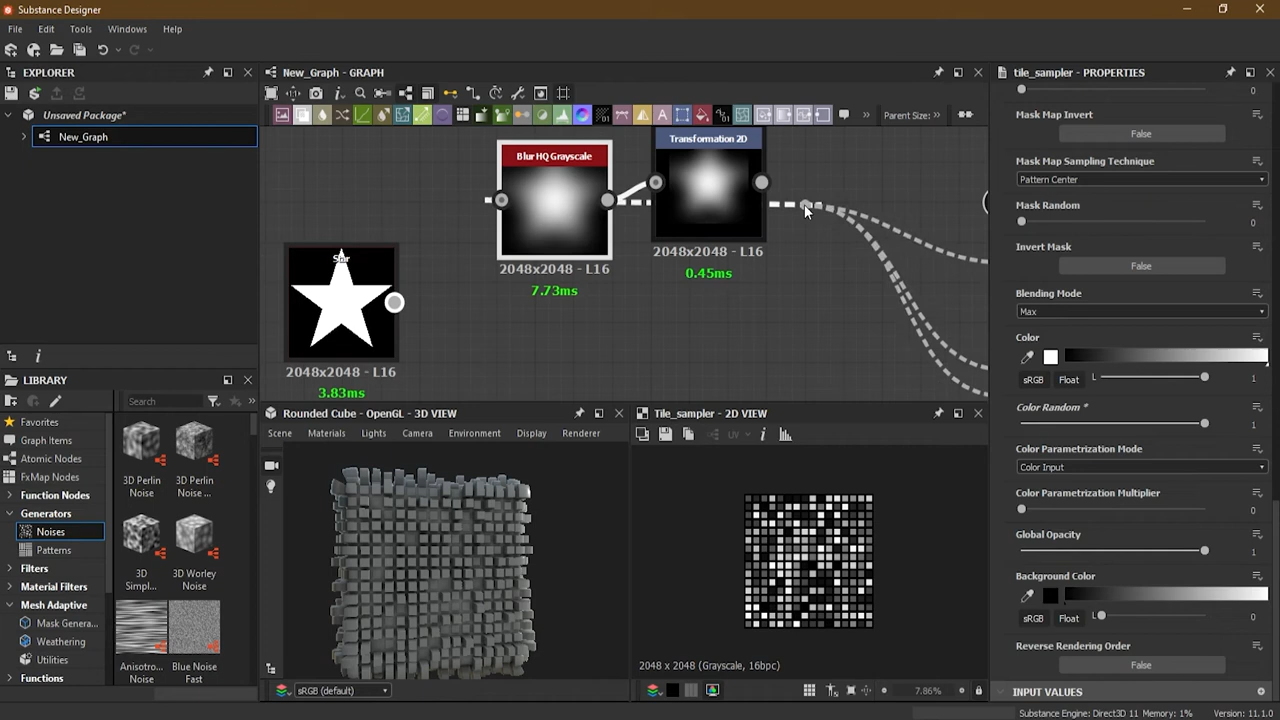 Substance Designer
File Edit Tools Windows Help
EXPLORER
Unsaved Package*
New_Graph
LIBRARY
Search
Favorites
Graph Items
Atomic Nodes
FxMap Nodes
Function Nodes
Generators
Noises
Patterns
Filters
Material Filters
Mesh Adaptive
Mask Genera...
Weathering
Utilities
Functions
3D Perlin Noise
3D Perlin Noise ...
3D Simpl...
3D Worley Noise
Anisotro... Noise
Blue Noise Fast
New_Graph - GRAPH
Parent Size: »
Blur HQ Grayscale
2048x2048 - L16
7.73ms
Transformation 2D
2048x2048 - L16
0.45ms
2048x2048 - L16
3.83ms
Rounded Cube - OpenGL - 3D VIEW
Scene Materials Lights Camera Environment Display Renderer
sRGB (default)
Tile_sampler - 2D VIEW
UV
2048 x 2048 (Grayscale, 16bpc)
7.86%
tile_sampler - PROPERTIES
0
Mask Map Invert
False
Mask Map Sampling Technique
Pattern Center
Mask Random
0
Invert Mask
False
Blending Mode
Max
Color
sRGB Float L 1
Color Random *
1
Color Parametrization Mode
Color Input
Color Parametrization Multiplier
0
Global Opacity
1
Background Color
sRGB Float L 0
Reverse Rendering Order
False
INPUT VALUES
Substance Engine: Direct3D 11 Memory: 1% Version: 11.1.0